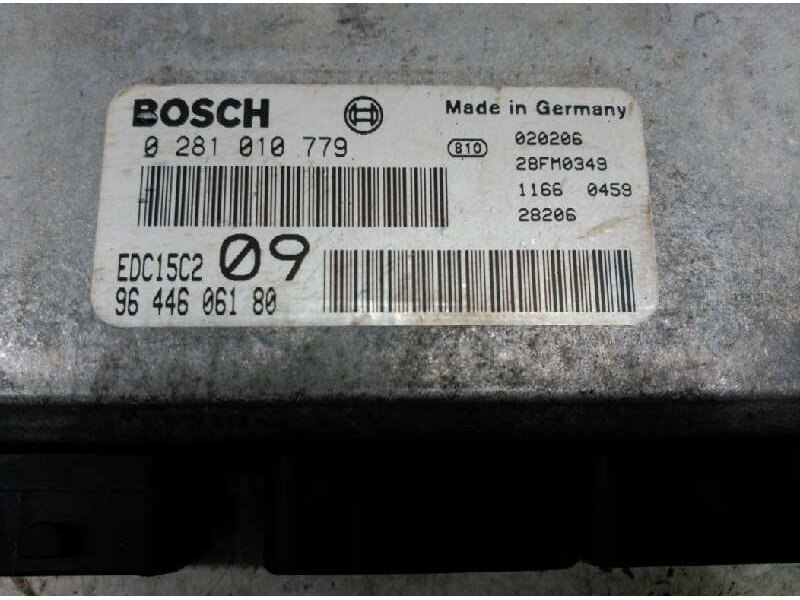 BOSCH
Made in Germany
0 281 010 779
810
020206
28FM0349
1166 0459
28206
EDC15C2 09
96 446 061 80